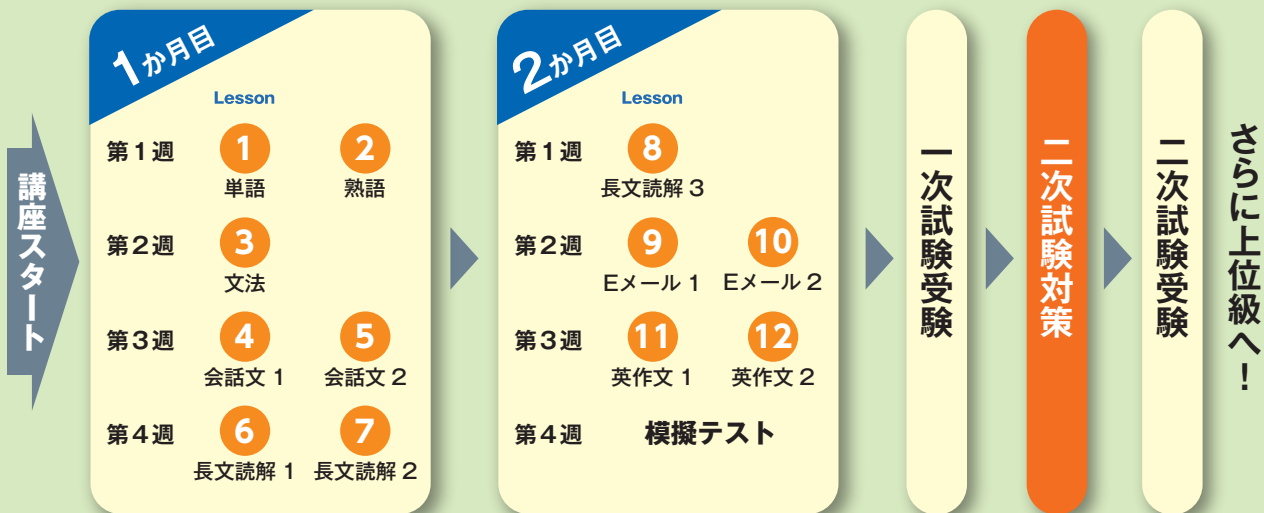 講座スタート
1か月目
Lesson
第1週 1 2
単語 熟語
第2週 3
文法
第3週 4 5
会話文 1 会話文 2
第4週 6 7
長文読解 1 長文読解 2
2か月目
Lesson
第1週 8
長文読解 3
第2週 9 10
Eメール 1 Eメール 2
第3週 11 12
英作文 1 英作文 2
第4週 模擬テスト
一次試験受験
二次試験対策
二次試験受験
さらに上位級へ！